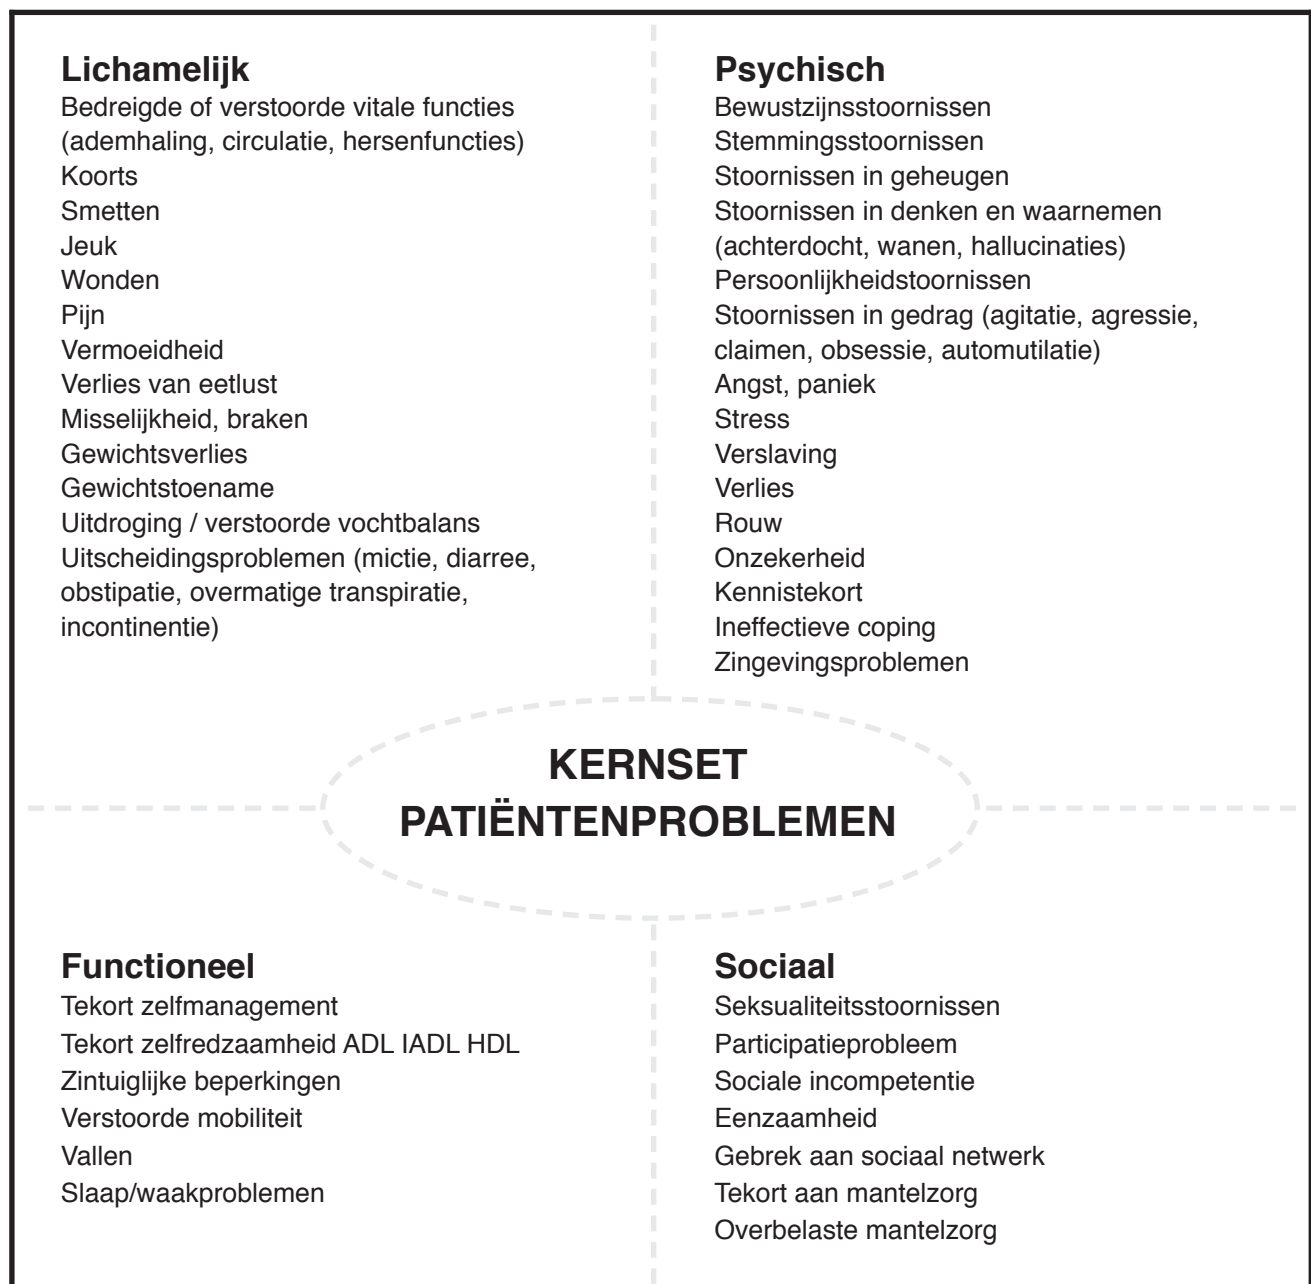 Lichamelijk
Bedreigde of verstoorde vitale functies
(ademhaling, circulatie, hersenfuncties)
Koorts
Smetten
Jeuk
Wonden
Pijn
Vermoeidheid
Verlies van eetlust
Misselijkheid, braken
Gewichtsverlies
Gewichtstoename
Uitdroging / verstoorde vochtbalans
Uitscheidingsproblemen (mictie, diarree,
obstipatie, overmatige transpiratie,
incontinentie)
Psychisch
Bewustzijnsstoornissen
Stemmingsstoornissen
Stoornissen in geheugen
Stoornissen in denken en waarnemen
(achterdocht, wanen, hallucinaties)
Persoonlijkheidstoornissen
Stoornissen in gedrag (agitatie, agressie,
claimen, obsessie, automutilatie)
Angst, paniek
Stress
Verslaving
Verlies
Rouw
Onzekerheid
Kennistekort
Ineffectieve coping
Zingevingsproblemen
KERNSET
PATIËNTENPROBLEMEN
Functioneel
Tekort zelfmanagement
Tekort zelfredzaamheid ADL IADL HDL
Zintuiglijke beperkingen
Verstoorde mobiliteit
Vallen
Slaap/waakproblemen
Sociaal
Seksualiteitsstoornissen
Participatieprobleem
Sociale incompetentie
Eenzaamheid
Gebrek aan sociaal netwerk
Tekort aan mantelzorg
Overbelaste mantelzorg